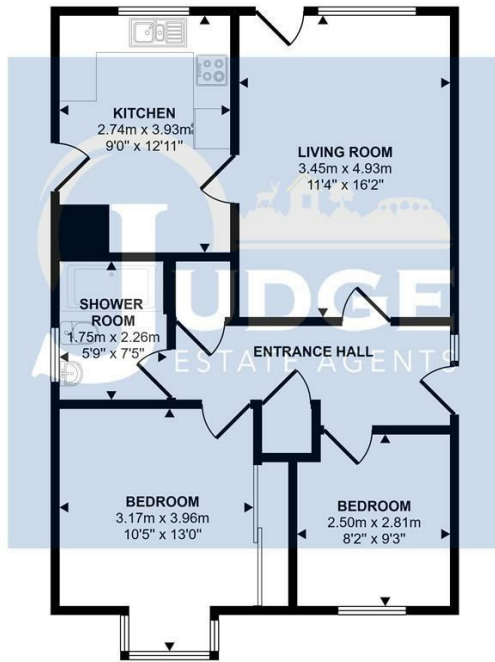 KITCHEN
2.74m x 3.93m
9'0" x 12'11"
LIVING ROOM
3.45m x 4.93m
11'4" x 16'2"
JUDGE
ESTATE AGENTS
SHOWER
ROOM
1.75m x 2.26m
5'9" x 7'5"
ENTRANCE HALL
BEDROOM
3.17m x 3.96m
10'5" x 13'0"
BEDROOM
2.50m x 2.81m
8'2" x 9'3"